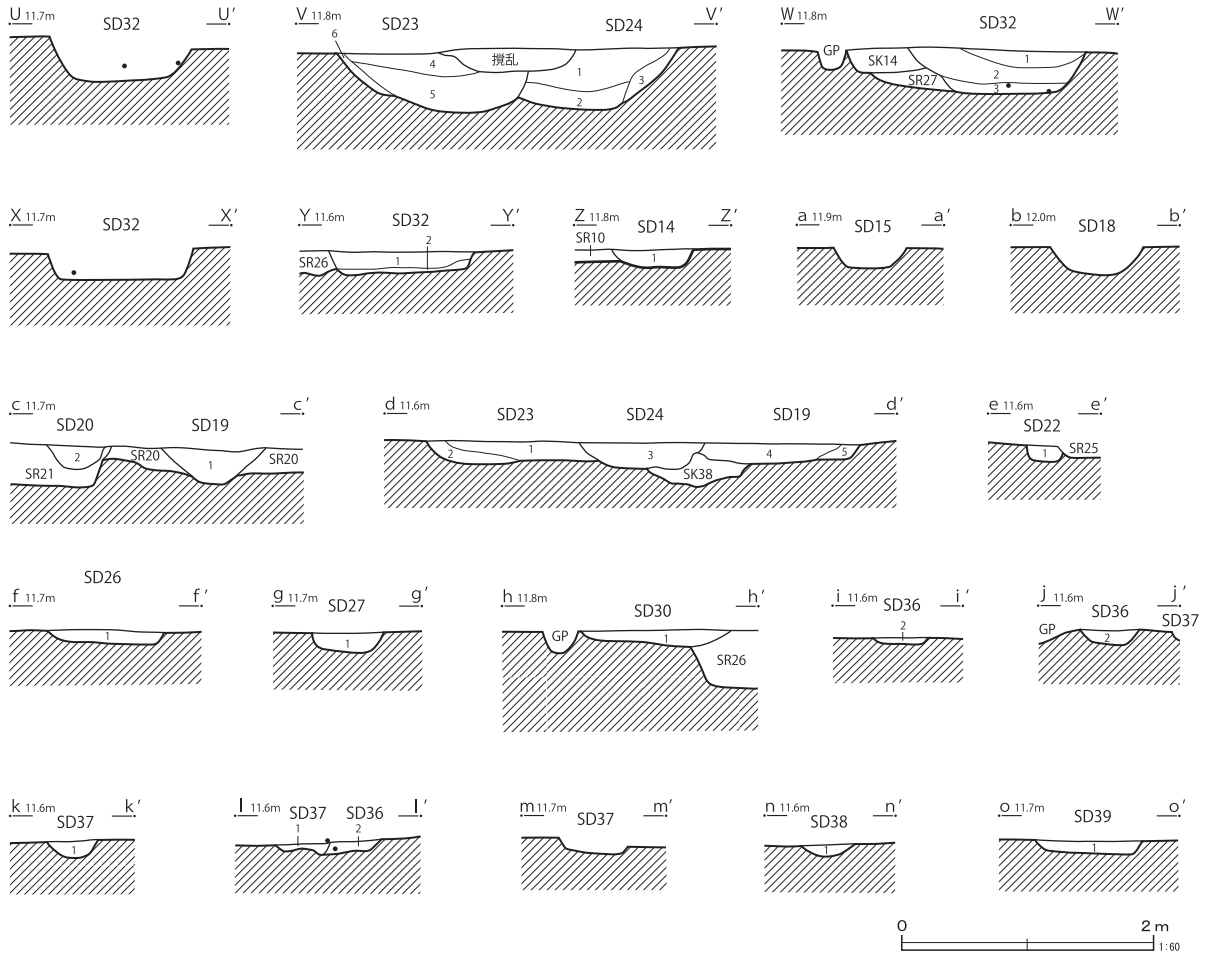 U 11.7m SD32 U′
V 11.8m SD23 SD24 V′
6 4 撹乱 1 3 5 2
W 11.8m SD32 W′
GP SK14 SR27 1 2 3
X 11.7m SD32 X′
Y 11.6m SD32 Y′
2 SR26 1
Z 11.8m SD14 Z′
SR10 1
a 11.9m SD15 a′
b 12.0m SD18 b′
c 11.7m SD20 SD19 c′
2 SR20 SR20 SR21 1
d 11.6m SD23 SD24 SD19 d′
2 1 3 4 5 SK38
e 11.6m SD22 e′
1 SR25
f 11.7m SD26 f′
1
g 11.7m SD27 g′
1
h 11.8m SD30 h′
GP 1 SR26
i 11.6m SD36 i′
2
j 11.6m SD36 j′ SD37
GP 2
k 11.6m SD37 k′
1
l 11.6m SD37 SD36 l′
1 2
m 11.7m SD37 m′
n 11.6m SD38 n′
1
o 11.7m SD39 o′
1
0 2 m
1:60